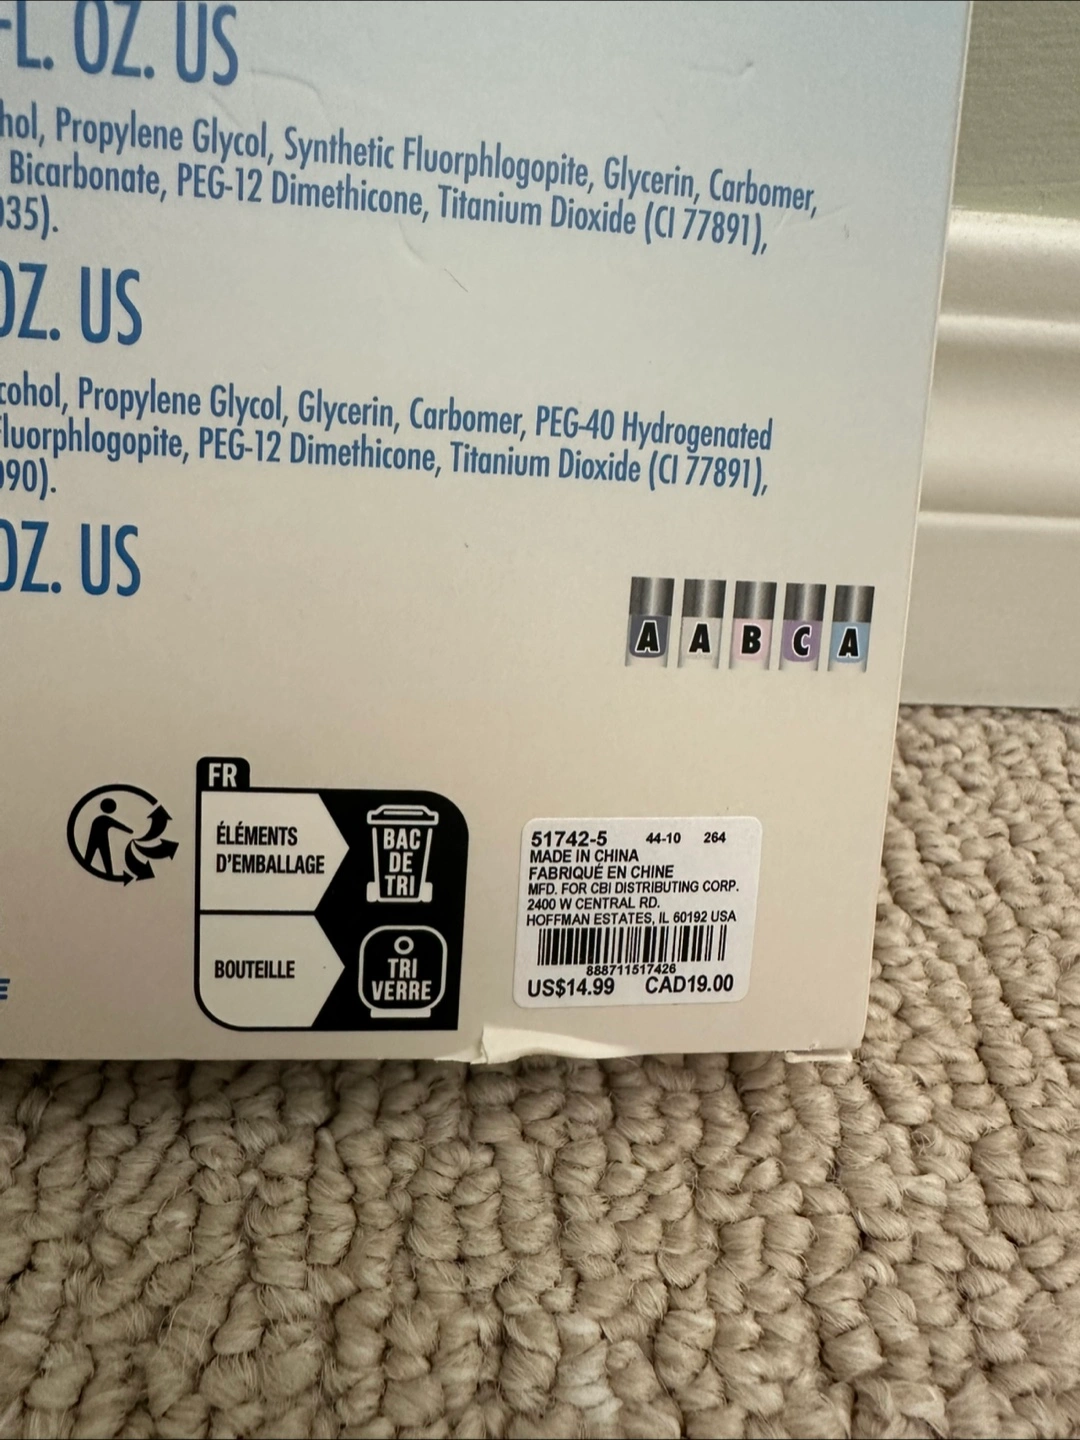 FL. OZ. US
Propylene Glycol, Synthetic Fluorphlogopite, Glycerin, Carbomer,
Bicarbonate, PEG-12 Dimethicone, Titanium Dioxide (CI 77891),
035).
OZ. US
cohol, Propylene Glycol, Glycerin, Carbomer, PEG-40 Hydrogenated
Fluorphlogopite, PEG-12 Dimethicone, Titanium Dioxide (CI 77891),
OZ. US
A A B C A
FR
ÉLÉMENTS
D'EMBALLAGE
BAC
DE
TRI
BOUTEILLE
TRI
VERRE
51742-5 44-10 264
MADE IN CHINA
FABRIQUÉ EN CHINE
MFD. FOR CBI DISTRIBUTING CORP.
2400 W CENTRAL RD.
HOFFMAN ESTATES, IL 60192 USA
888711517426
US$14.99 CAD19.00